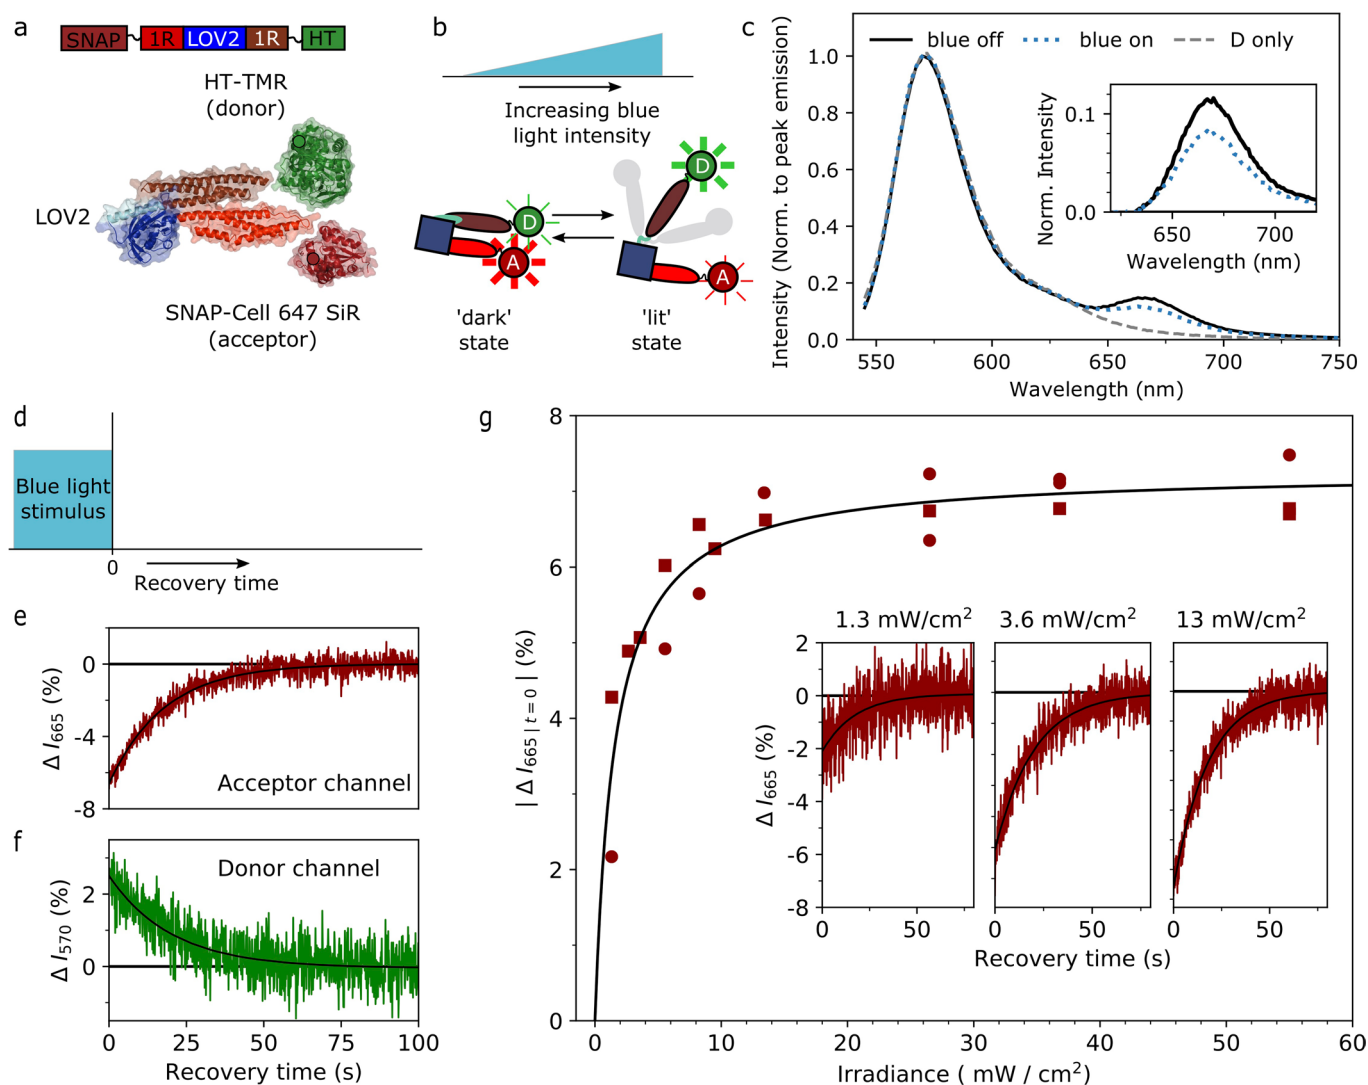 a
SNAP 1R LOV2 1R HT
HT-TMR
(donor)
LOV2
SNAP-Cell 647 SiR
(acceptor)
b
Increasing blue
light intensity
D
A
'dark'
state
D
A
'lit'
state
c
blue off blue on D only
Intensity (Norm. to peak emission)
1.0
0.8
0.6
0.4
0.2
0.0
550 600 650 700 750
Wavelength (nm)
Norm. Intensity
0.1
0.0
650 700
Wavelength (nm)
d
Blue light
stimulus
0
Recovery time
e
Δ I665 (%)
0
-4
-8
Acceptor channel
f
Δ I570 (%)
2
0
Donor channel
0 25 50 75 100
Recovery time (s)
g
| Δ I665 | t = 0 | (%)
8
6
4
2
0
0 10 20 30 40 50 60
Irradiance ( mW / cm²)
1.3 mW/cm² 3.6 mW/cm² 13 mW/cm²
Δ I665 (%)
2
0
-2
-4
-6
-8
0 50 0 50 0 50
Recovery time (s)